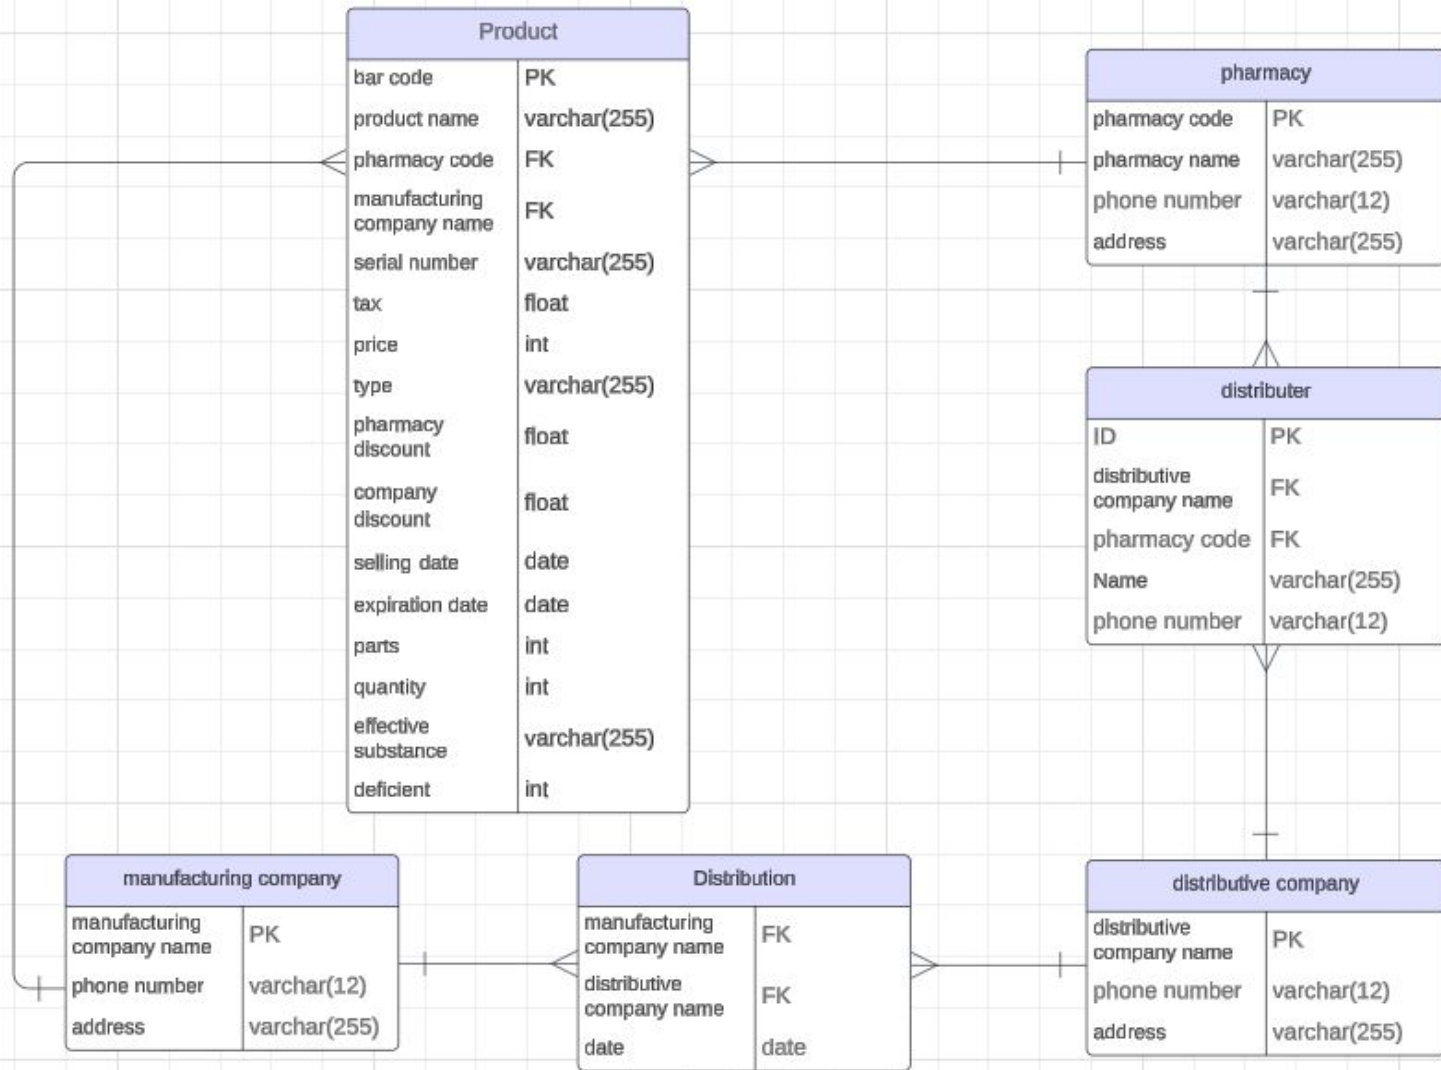 Product
bar code PK
product name varchar(255)
pharmacy code FK
manufacturing
company name FK
serial number varchar(255)
tax float
price int
type varchar(255)
pharmacy
discount float
company
discount float
selling date date
expiration date date
parts int
quantity int
effective
substance varchar(255)
deficient int
pharmacy
pharmacy code PK
pharmacy name varchar(255)
phone number varchar(12)
address varchar(255)
distributer
ID PK
distributive
company name FK
pharmacy code FK
Name varchar(255)
phone number varchar(12)
manufacturing company
manufacturing
company name PK
phone number varchar(12)
address varchar(255)
Distribution
manufacturing
company name FK
distributive
company name FK
date date
distributive company
distributive
company name PK
phone number varchar(12)
address varchar(255)